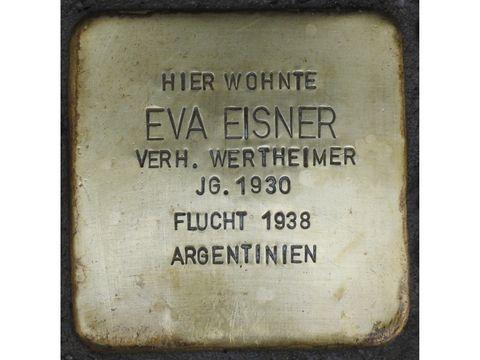 HIER WOHNTE
EVA EISNER
VERH. WERTHEIMER
JG. 1930
FLUCHT 1938
ARGENTINIEN